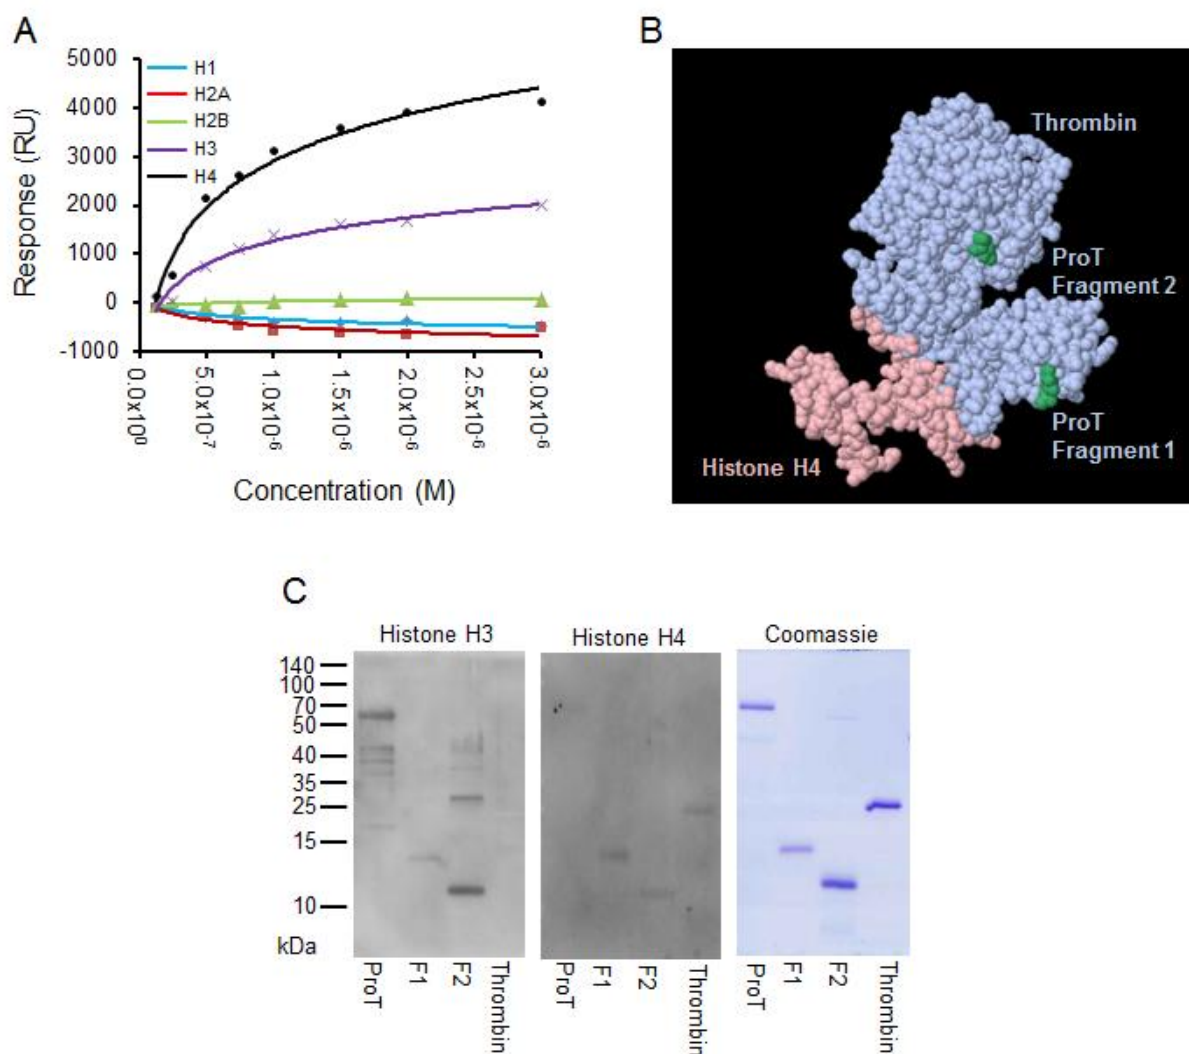 A
5000
4000
3000
2000
1000
0
-1000
Response (RU)
H1
H2A
H2B
H3
H4
0.0x10⁰
5.0x10⁻⁷
1.0x10⁻⁶
1.5x10⁻⁶
2.0x10⁻⁶
2.5x10⁻⁶
3.0x10⁻⁶
Concentration (M)
B
Thrombin
ProT
Fragment 2
ProT
Fragment 1
Histone H4
C
Histone H3
Histone H4
Coomassie
140
100
70
50
40
35
25
15
10
kDa
ProT
F1
F2
Thrombin
ProT
F1
F2
Thrombin
ProT
F1
F2
Thrombin